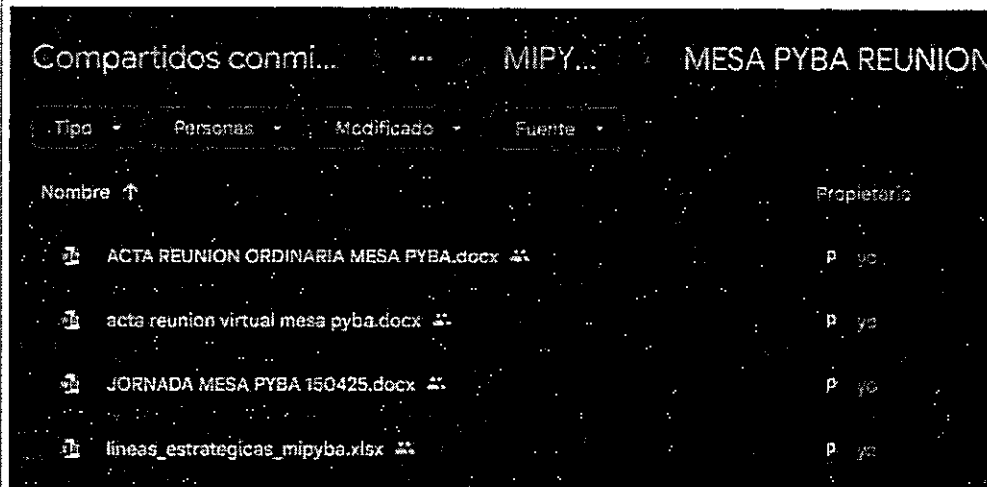 Compartidos conmi... ... MIPY... MESA PYBA REUNION
Tipo Personas Modificado Fuente
Nombre ↑ Propietario
ACTA REUNION ORDINARIA MESA PYBA.docx P yo
acta reunion virtual mesa pyba.docx P yo
JORNADA MESA PYBA 150425.docx P yo
lineas_estrategicas_mipyba.xlsx P yo